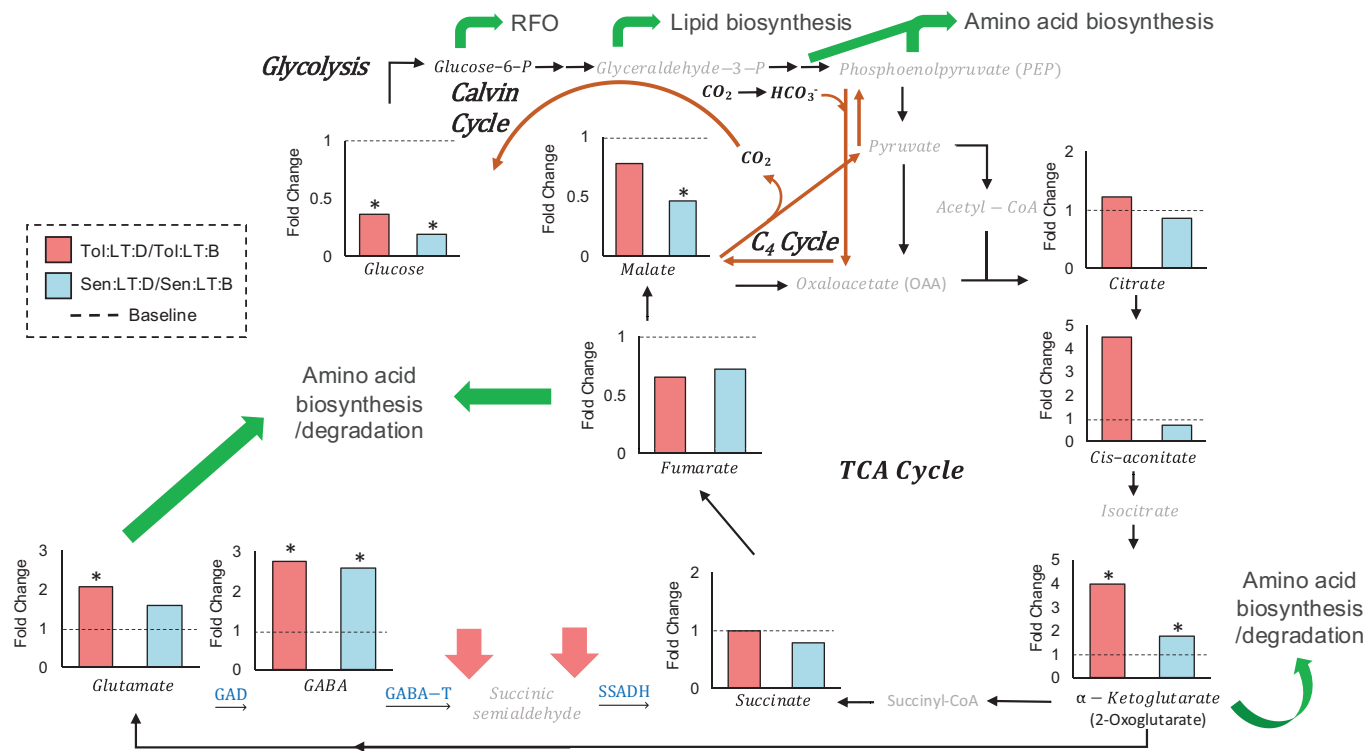 RFO
Lipid biosynthesis
Amino acid biosynthesis
Glycolysis
Glucose−6−P
Glyceraldehyde−3−P
Phosphoenolpyruvate (PEP)
CO2
HCO3-
Calvin
Cycle
Fold Change
1
0.5
0
*
*
Glucose
Fold Change
1
0.5
0
*
Malate
CO2
Pyruvate
Acetyl − CoA
C4 Cycle
Oxaloacetate (OAA)
Fold Change
2
1
0
Citrate
Tol:LT:D/Tol:LT:B
Sen:LT:D/Sen:LT:B
Baseline
Amino acid
biosynthesis
/degradation
Fold Change
1
0.5
0
Fumarate
TCA Cycle
Fold Change
5
4
3
2
1
0
Cis−aconitate
Isocitrate
Fold Change
3
2
1
0
*
Glutamate
GAD
Fold Change
3
2
1
0
*
*
GABA
GABA−T
Succinic
semialdehyde
SSADH
Fold Change
2
1
0
Succinate
Succinyl-CoA
Fold Change
5
4
3
2
1
0
*
*
α − Ketoglutarate
(2-Oxoglutarate)
Amino acid
biosynthesis
/degradation